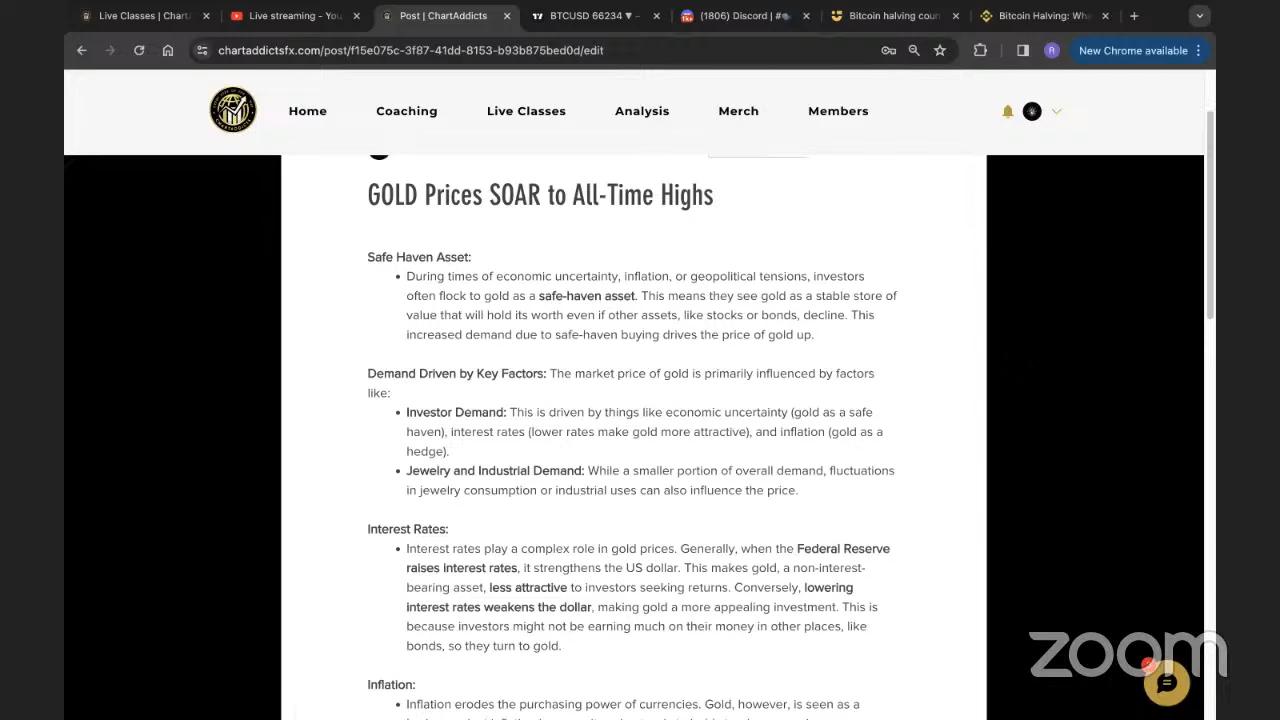 Live Classes | Chart
Live streaming - You
Post | ChartAddicts
BTCUSD 66234 ▼ –
(1806) Discord | #
Bitcoin halving coun
Bitcoin Halving: Wha
chartaddictsfx.com/post/f15e075c-3f87-41dd-8153-b93b875bed0d/edit
R
New Chrome available
Home
Coaching
Live Classes
Analysis
Merch
Members
GOLD Prices SOAR to All-Time Highs
Safe Haven Asset:
• During times of economic uncertainty, inflation, or geopolitical tensions, investors
often flock to gold as a safe-haven asset. This means they see gold as a stable store of
value that will hold its worth even if other assets, like stocks or bonds, decline. This
increased demand due to safe-haven buying drives the price of gold up.
Demand Driven by Key Factors: The market price of gold is primarily influenced by factors
like:
• Investor Demand: This is driven by things like economic uncertainty (gold as a safe
haven), interest rates (lower rates make gold more attractive), and inflation (gold as a
hedge).
• Jewelry and Industrial Demand: While a smaller portion of overall demand, fluctuations
in jewelry consumption or industrial uses can also influence the price.
Interest Rates:
• Interest rates play a complex role in gold prices. Generally, when the Federal Reserve
raises interest rates, it strengthens the US dollar. This makes gold, a non-interest-
bearing asset, less attractive to investors seeking returns. Conversely, lowering
interest rates weakens the dollar, making gold a more appealing investment. This is
because investors might not be earning much on their money in other places, like
bonds, so they turn to gold.
Inflation:
• Inflation erodes the purchasing power of currencies. Gold, however, is seen as a
zoom